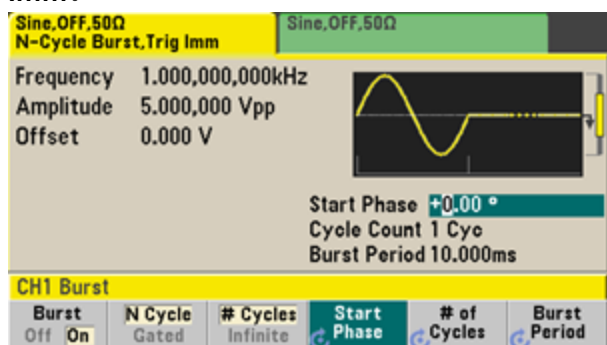 Sine,OFF,50Ω
N-Cycle Burst,Trig Imm
Sine,OFF,50Ω
Frequency 1.000,000,000kHz
Amplitude 5.000,000 Vpp
Offset 0.000 V
Start Phase +0.00 °
Cycle Count 1 Cyc
Burst Period 10.000ms
CH1 Burst
Burst Off On
N Cycle Gated
# Cycles Infinite
Start Phase
# of Cycles
Burst Period